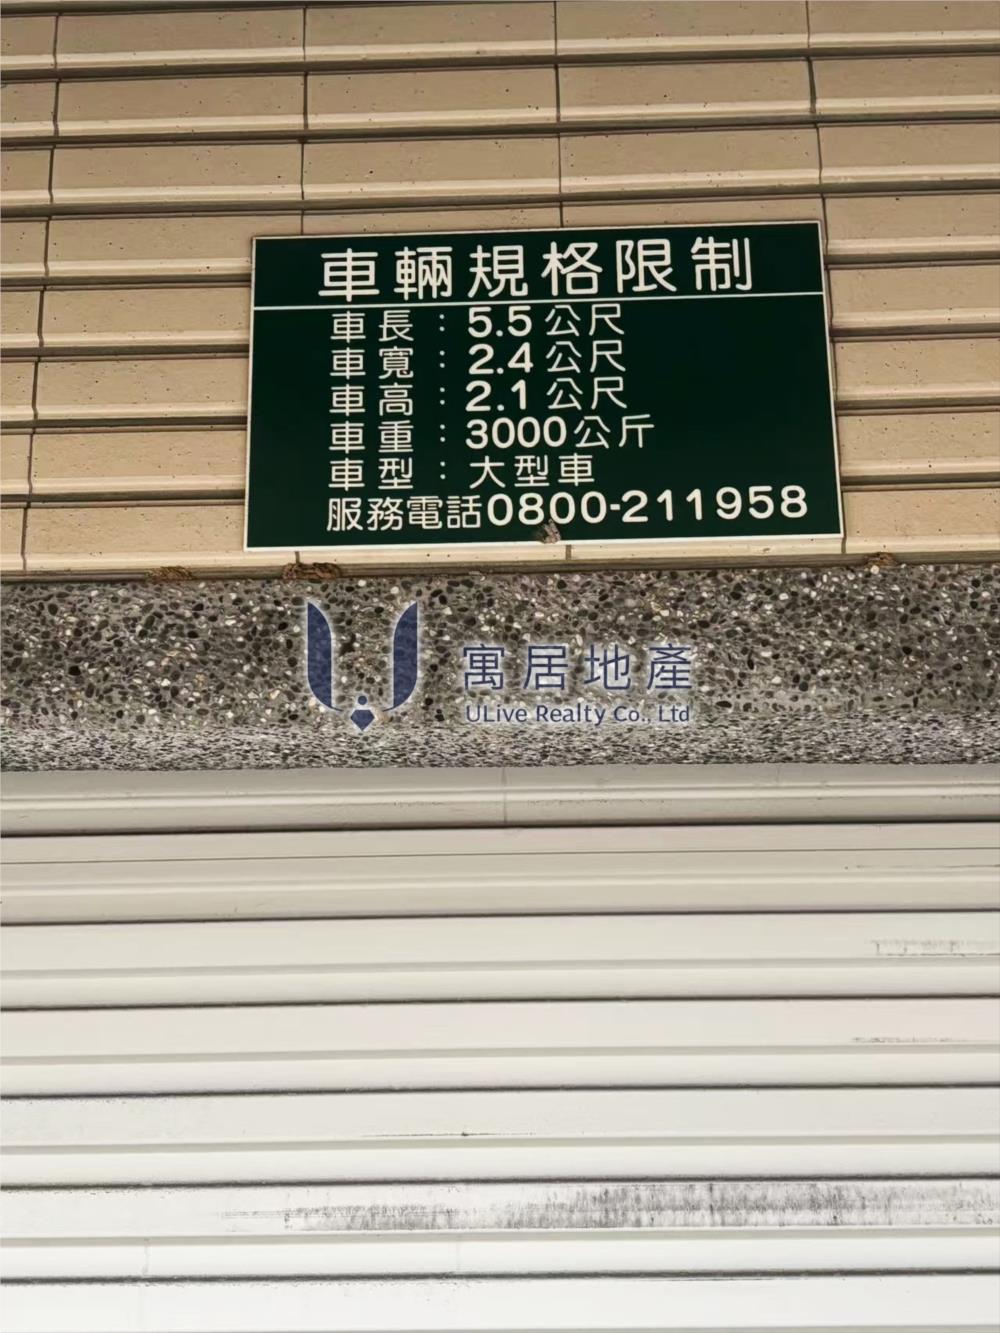 車輛規格限制
車長：5.5公尺
車寬：2.4公尺
車高：2.1公尺
車重：3000公斤
車型：大型車
服務電話0800-211958
寓居地產
ULive Realty Co., Ltd